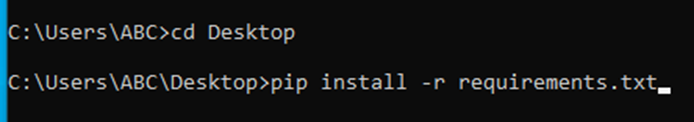 C:\Users\ABC>cd Desktop
C:\Users\ABC\Desktop>pip install -r requirements.txt